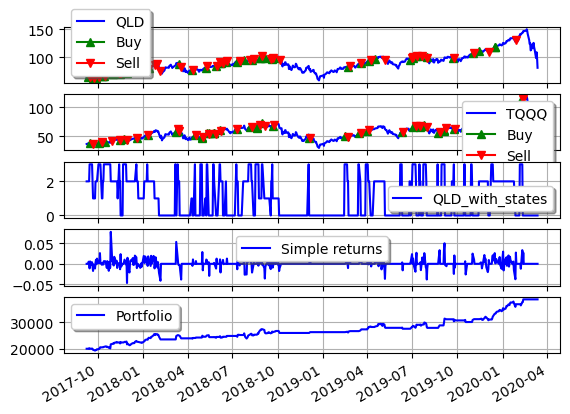 150
100
QLD
Buy
Sell
100
50
TQQQ
Buy
Sell
2
0
QLD_with_states
0.05
0.00
−0.05
Simple returns
30000
20000
Portfolio
2017-10
2018-01
2018-04
2018-07
2018-10
2019-01
2019-04
2019-07
2019-10
2020-01
2020-04